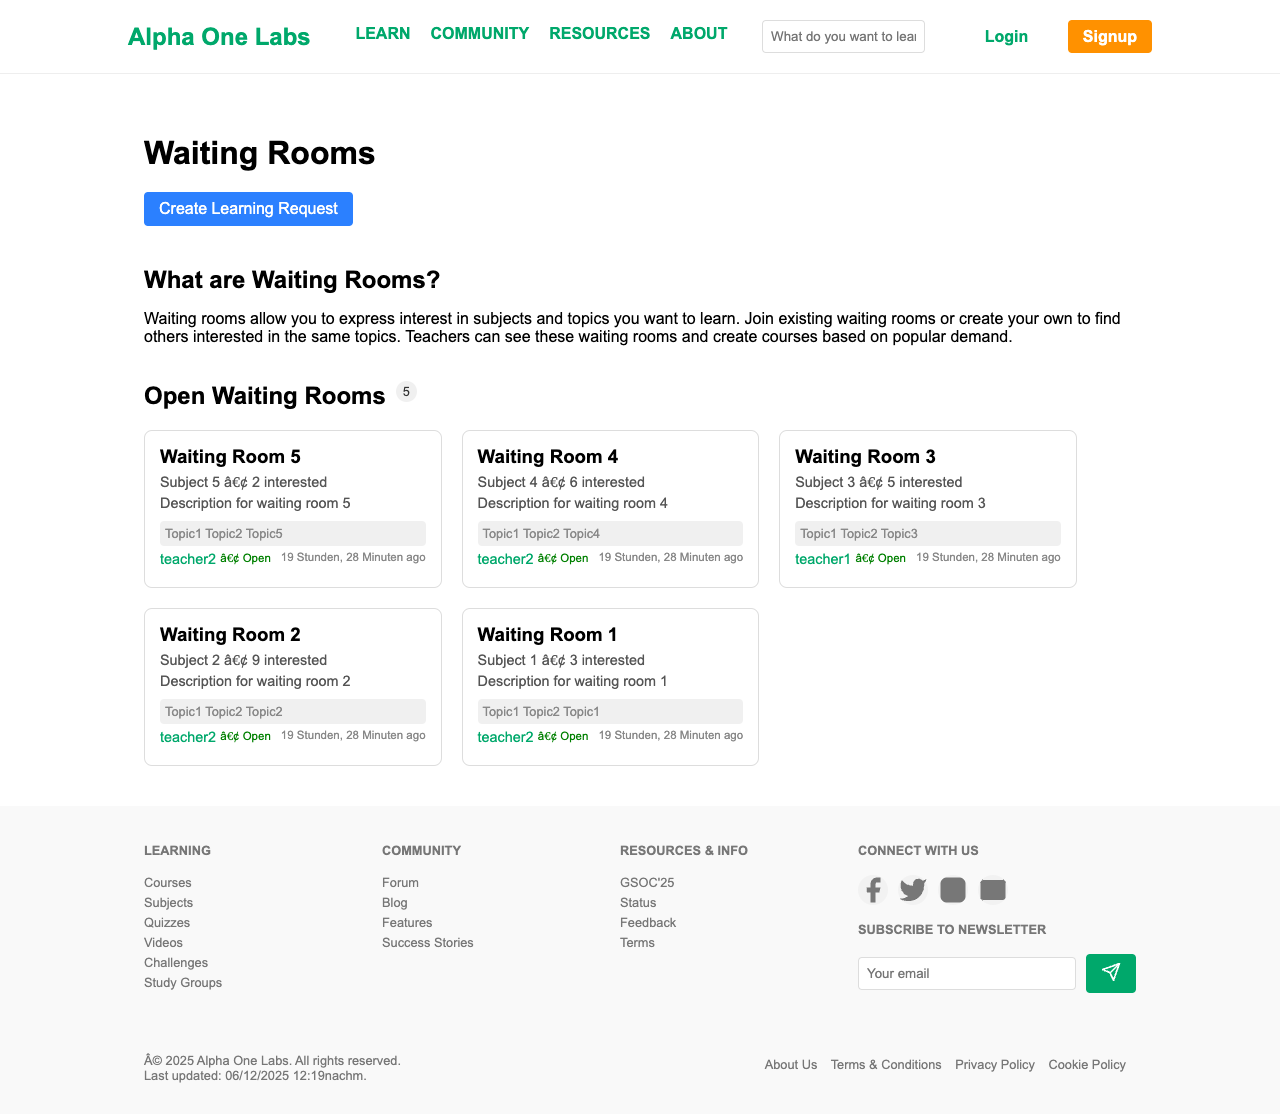 Alpha One Labs LEARN COMMUNITY RESOURCES ABOUT What do you want to lear Login Signup
Waiting Rooms
Create Learning Request
What are Waiting Rooms?
Waiting rooms allow you to express interest in subjects and topics you want to learn. Join existing waiting rooms or create your own to find
others interested in the same topics. Teachers can see these waiting rooms and create courses based on popular demand.
Open Waiting Rooms 5
Waiting Room 5
Subject 5 â€¢ 2 interested
Description for waiting room 5
Topic1 Topic2 Topic5
teacher2 â€¢ Open 19 Stunden, 28 Minuten ago
Waiting Room 4
Subject 4 â€¢ 6 interested
Description for waiting room 4
Topic1 Topic2 Topic4
teacher2 â€¢ Open 19 Stunden, 28 Minuten ago
Waiting Room 3
Subject 3 â€¢ 5 interested
Description for waiting room 3
Topic1 Topic2 Topic3
teacher1 â€¢ Open 19 Stunden, 28 Minuten ago
Waiting Room 2
Subject 2 â€¢ 9 interested
Description for waiting room 2
Topic1 Topic2 Topic2
teacher2 â€¢ Open 19 Stunden, 28 Minuten ago
Waiting Room 1
Subject 1 â€¢ 3 interested
Description for waiting room 1
Topic1 Topic2 Topic1
teacher2 â€¢ Open 19 Stunden, 28 Minuten ago
LEARNING
Courses
Subjects
Quizzes
Videos
Challenges
Study Groups
COMMUNITY
Forum
Blog
Features
Success Stories
RESOURCES & INFO
GSOC'25
Status
Feedback
Terms
CONNECT WITH US
SUBSCRIBE TO NEWSLETTER
Your email
Â© 2025 Alpha One Labs. All rights reserved.
Last updated: 06/12/2025 12:19nachm.
About Us Terms & Conditions Privacy Policy Cookie Policy